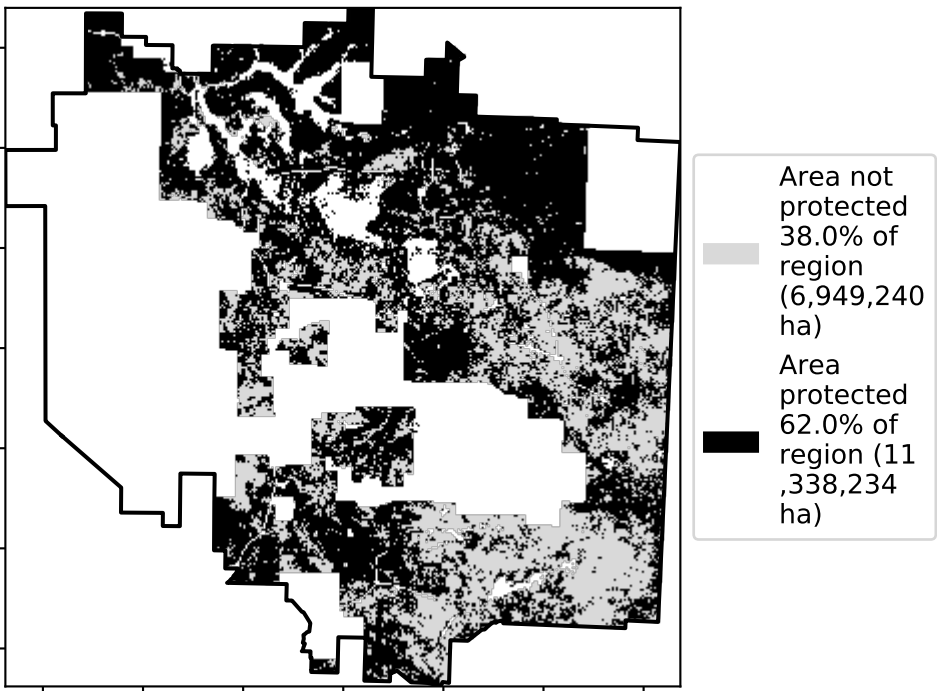 Area not
protected
38.0% of
region
(6,949,240
ha)
Area
protected
62.0% of
region (11
,338,234
ha)